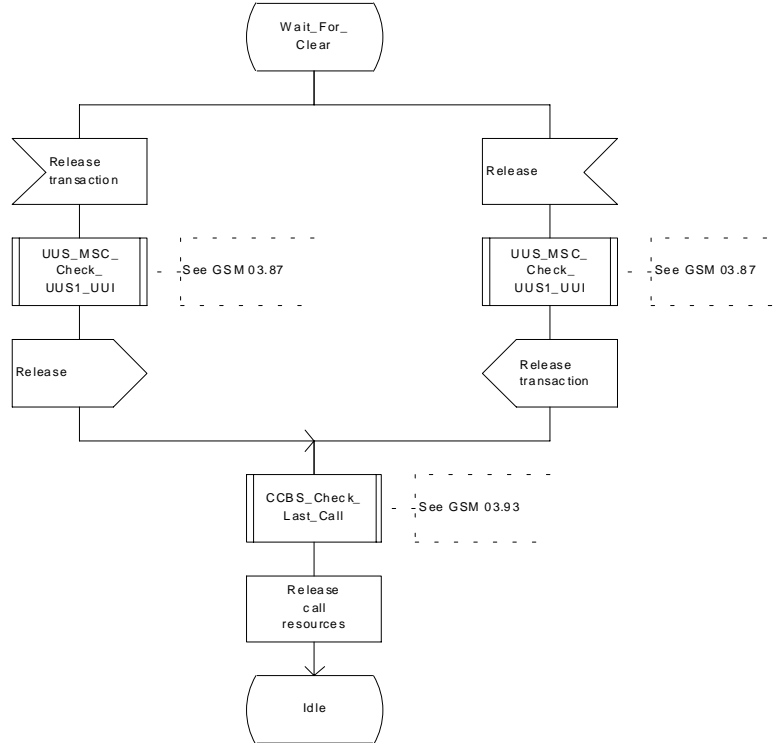 Wait_For_
Clear
Release
transaction
Release
UUS_MSC_
Check_
UUS1_UUI
See GSM 03.87
UUS_MSC_
Check_
UUS1_UUI
See GSM 03.87
Release
Release
transaction
CCBS_Check_
Last_Call
See GSM 03.93
Release
call
resources
Idle